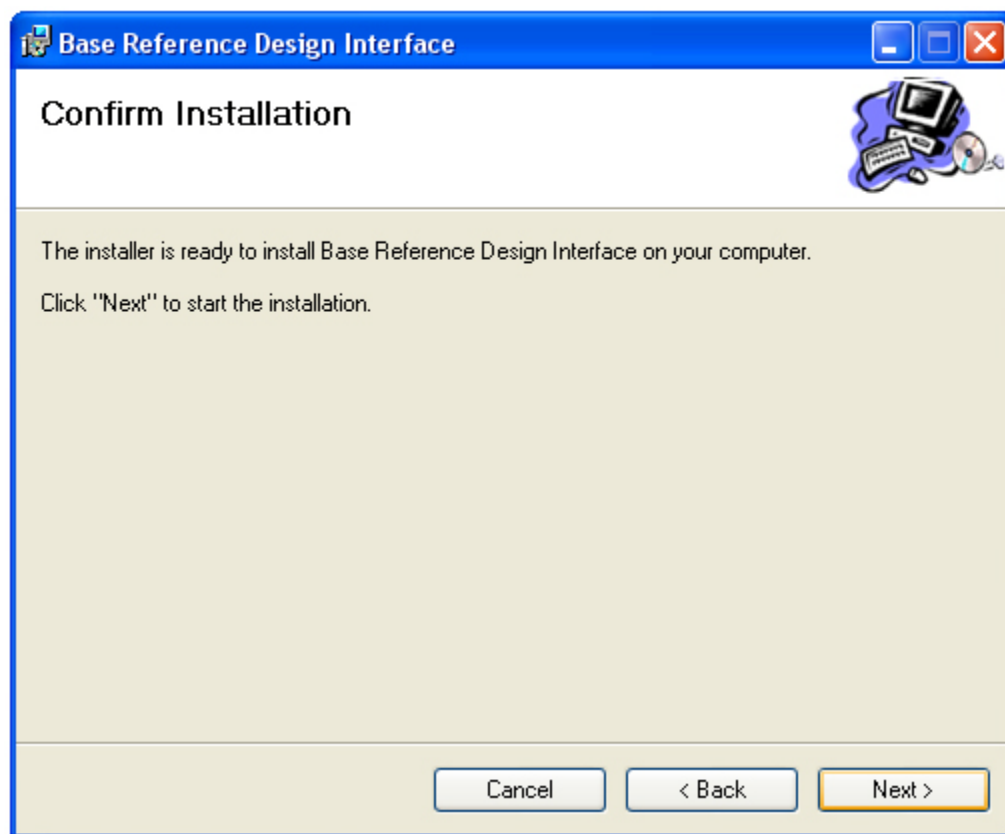 Base Reference Design Interface
Confirm Installation
The installer is ready to install Base Reference Design Interface on your computer.
Click "Next" to start the installation.
Cancel
< Back
Next >